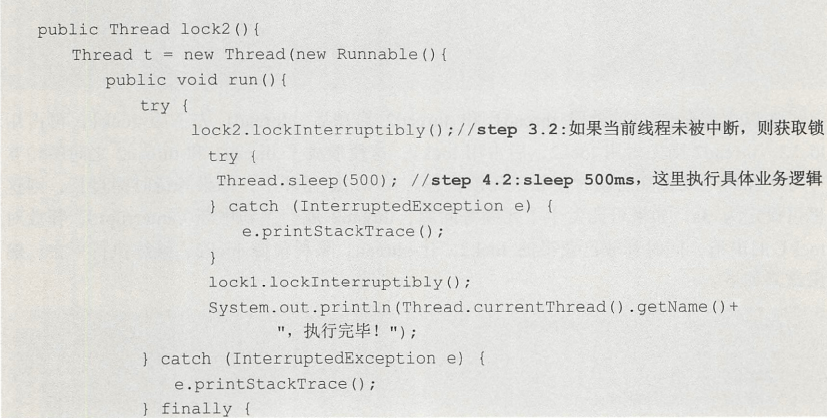 public Thread lock2(){
Thread t = new Thread(new Runnable(){
public void run(){
try {
lock2.lockInterruptibly();//step 3.2:如果当前线程未被中断，则获取锁
try {
Thread.sleep(500); //step 4.2:sleep 500ms，这里执行具体业务逻辑
} catch (InterruptedException e) {
e.printStackTrace();
}
lock1.lockInterruptibly();
System.out.println(Thread.currentThread().getName()+
"，执行完毕！");
} catch (InterruptedException e) {
e.printStackTrace();
} finally {